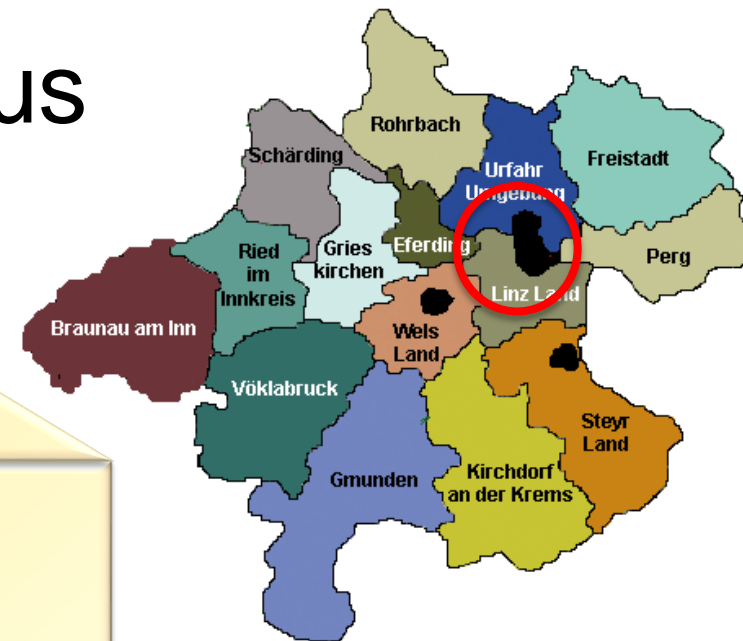 us
Rohrbach
Schärding
Urfahr
Umgebung
Freistadt
Ried
im
Innkreis
Gries
kirchen
Eferding
Perg
Linz Land
Braunau am Inn
Wels
Land
Vöklabruck
Steyr
Land
Gmunden
Kirchdorf
an der Krems